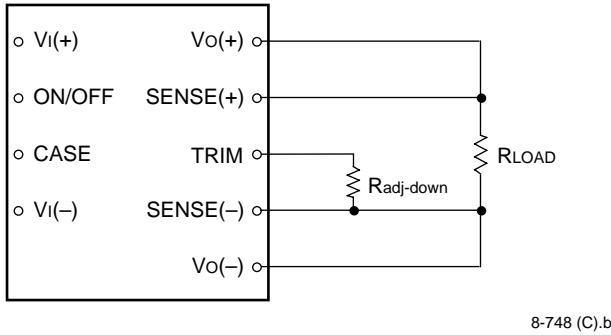 VI(+)
VO(+)
ON/OFF
SENSE(+)
CASE
TRIM
RLOAD
Radj-down
VI(–)
SENSE(–)
VO(–)
8-748 (C).b